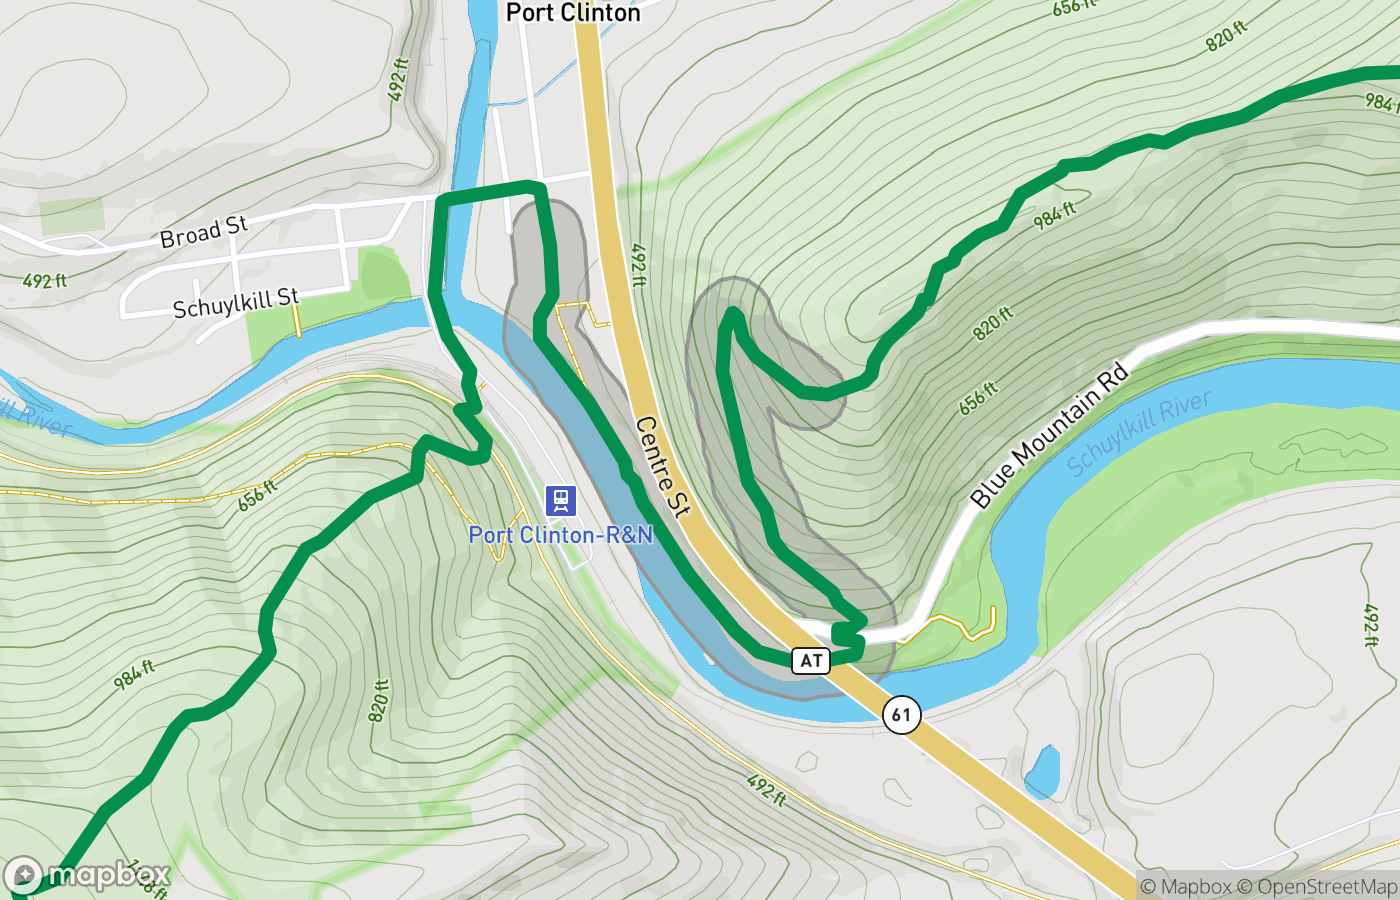 Port Clinton
656 ft
820 ft
492 ft
984 f
984 ft
Broad St
492 ft
492 ft
Schuylkill St
820 ft
656 ft
Blue Mountain Rd
Schuylkill River
ill River
Centre St
656 ft
Port Clinton-R&N
492 ft
AT
984 ft
820 ft
61
492 ft
mapbox
© Mapbox © OpenStreetMap